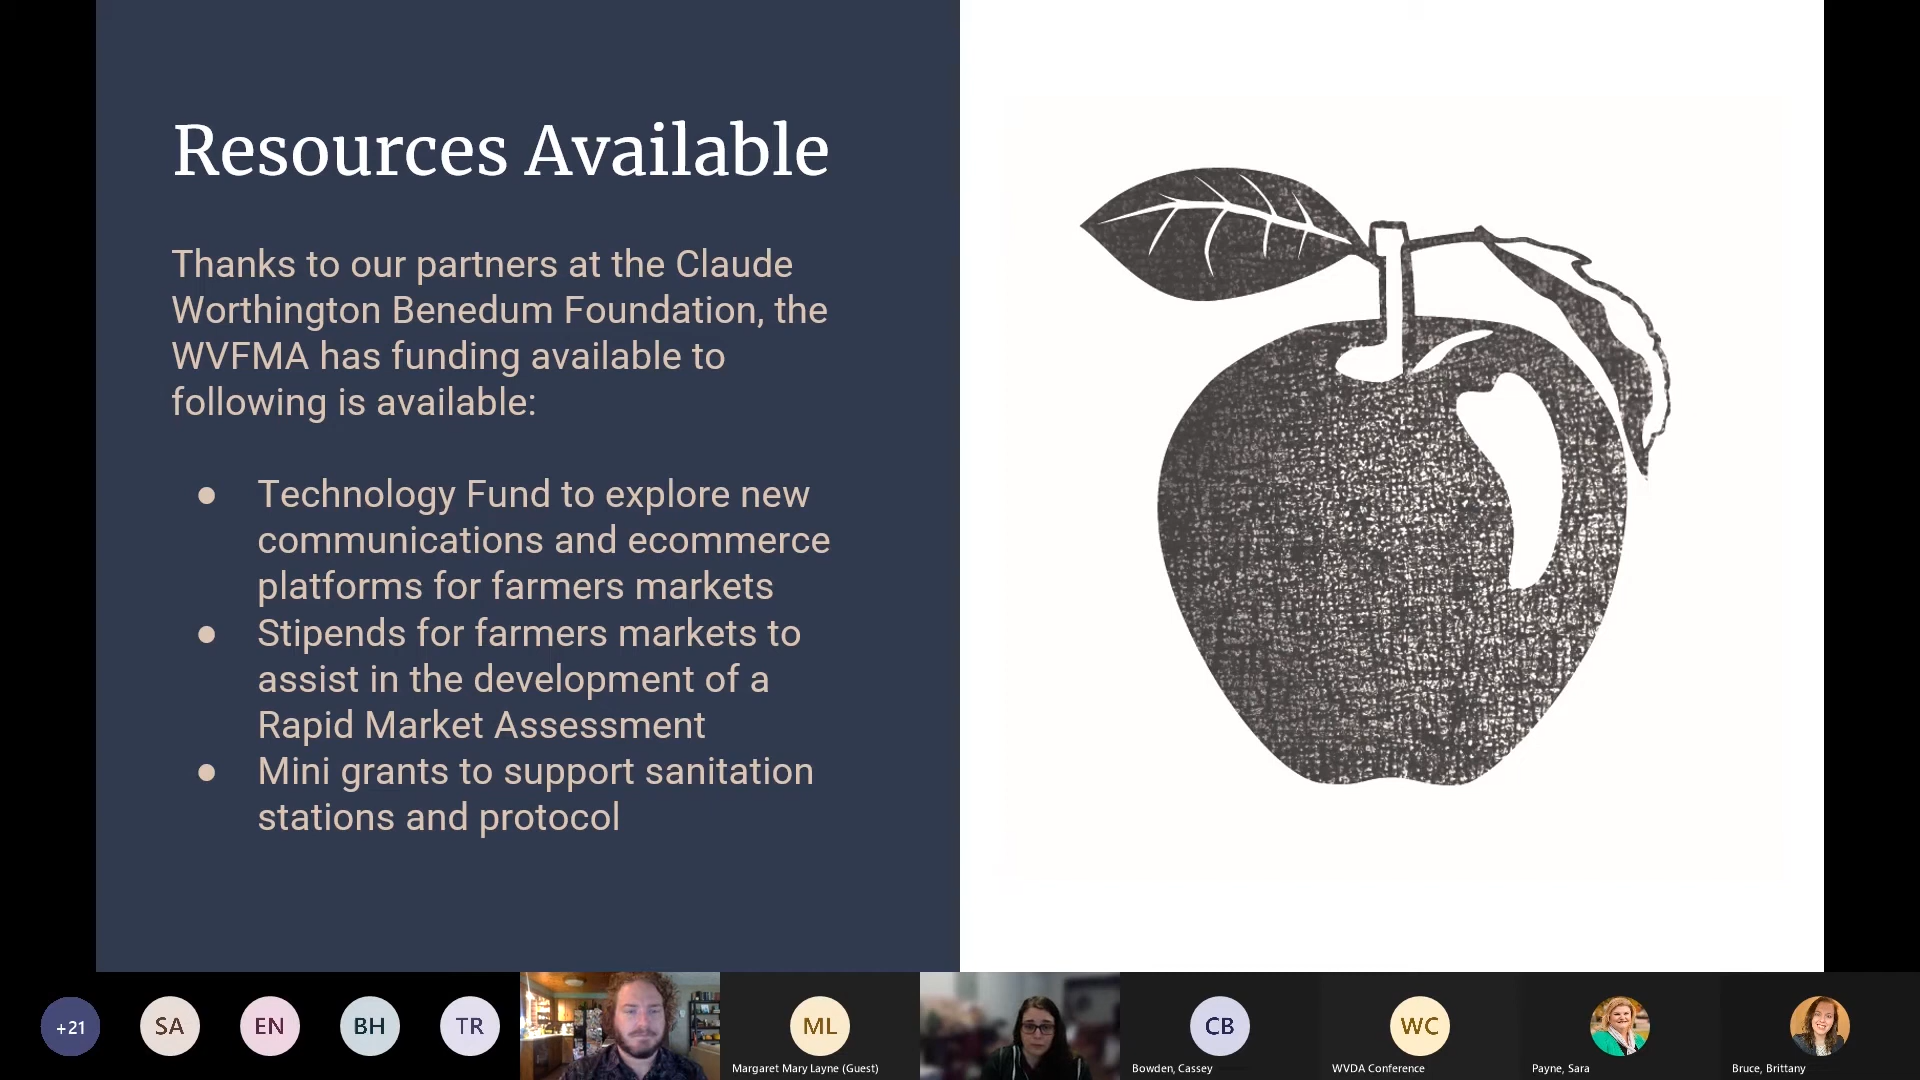 Resources Available
Thanks to our partners at the Claude
Worthington Benedum Foundation, the
WVFMA has funding available to
following is available:
● Technology Fund to explore new
communications and ecommerce
platforms for farmers markets
● Stipends for farmers markets to
assist in the development of a
Rapid Market Assessment
● Mini grants to support sanitation
stations and protocol
+21
SA
EN
BH
TR
ML
Margaret Mary Layne (Guest)
CB
Bowden, Cassey
WC
WVDA Conference
Payne, Sara
Bruce, Brittany